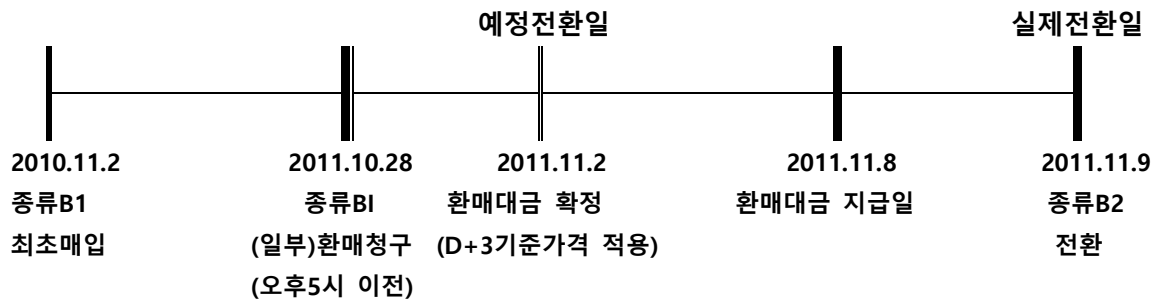 예정전환일 실제전환일
2010.11.2 2011.10.28 2011.11.2 2011.11.8 2011.11.9
종류B1 종류BI 환매대금 확정 환매대금 지급일 종류B2
최초매입 (일부)환매청구 (D+3기준가격 적용) 전환
(오후5시 이전)